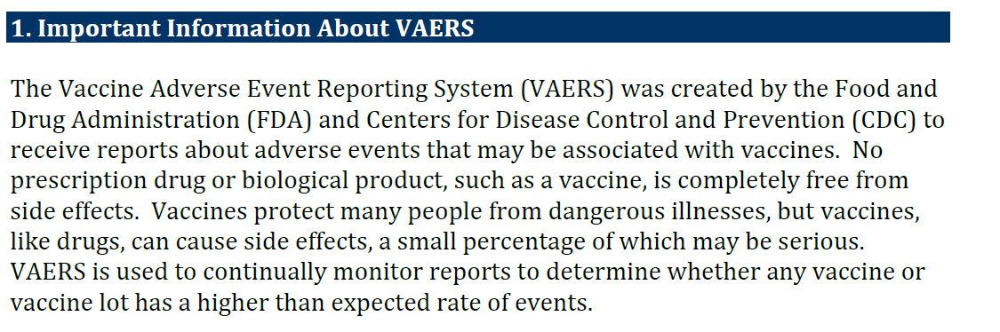 1. Important Information About VAERS
The Vaccine Adverse Event Reporting System (VAERS) was created by the Food and
Drug Administration (FDA) and Centers for Disease Control and Prevention (CDC) to
receive reports about adverse events that may be associated with vaccines.  No
prescription drug or biological product, such as a vaccine, is completely free from
side effects.  Vaccines protect many people from dangerous illnesses, but vaccines,
like drugs, can cause side effects, a small percentage of which may be serious.
VAERS is used to continually monitor reports to determine whether any vaccine or
vaccine lot has a higher than expected rate of events.